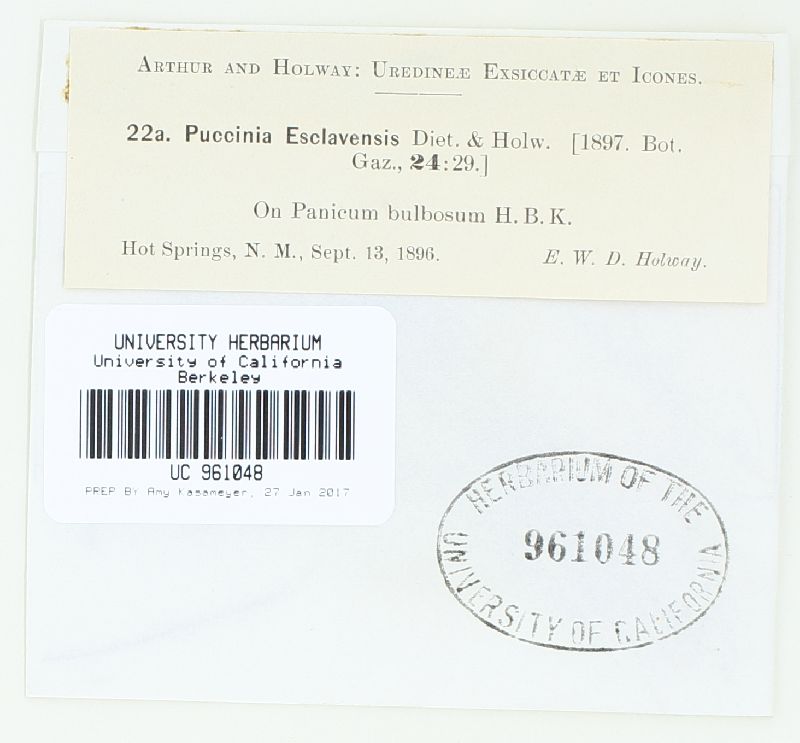 ARTHUR AND HOLWAY: UREDINEÆ EXSICCATÆ ET ICONES.
22a. Puccinia Esclavensis Diet. & Holw. [1897. Bot.
Gaz., 24:29.]
On Panicum bulbosum H. B. K.
Hot Springs, N. M., Sept. 13, 1896. E. W. D. Holway.
UNIVERSITY HERBARIUM
University of California
Berkeley
UC 961048
PREP BY Amy Kasameyer, 27 Jan 2017
HERBARIUM OF THE
961048
UNIVERSITY OF CALIFORNIA